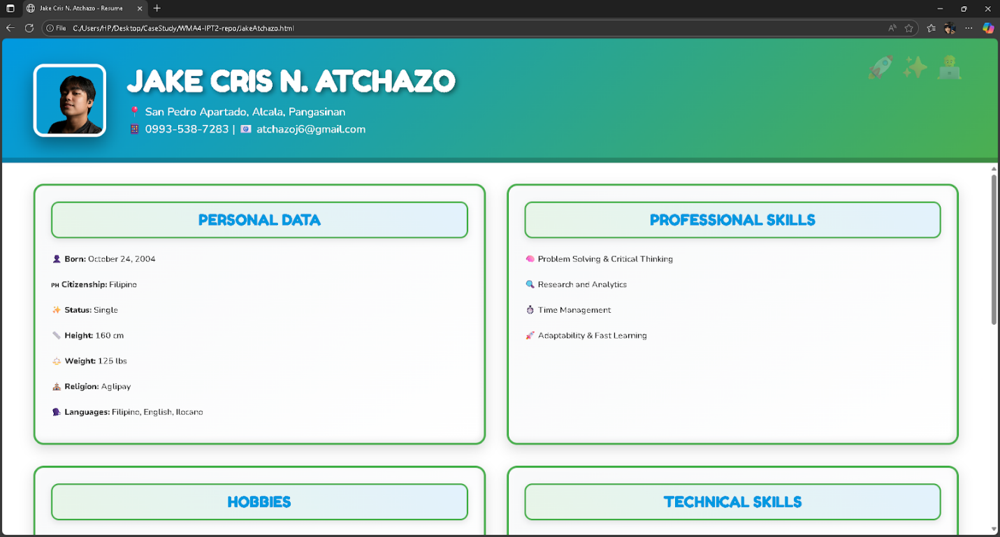 Jake Cris N. Atchazo - Resume
File C:/Users/HP/Desktop/CaseStudy/WMA4-IPT2-repo/JakeAtchazo.html
JAKE CRIS N. ATCHAZO
San Pedro Apartado, Alcala, Pangasinan
0993-538-7283 | atchazoj6@gmail.com
PERSONAL DATA
Born: October 24, 2004
PH Citizenship: Filipino
Status: Single
Height: 160 cm
Weight: 125 lbs
Religion: Aglipay
Languages: Filipino, English, Ilocano
PROFESSIONAL SKILLS
Problem Solving & Critical Thinking
Research and Analytics
Time Management
Adaptability & Fast Learning
HOBBIES
TECHNICAL SKILLS